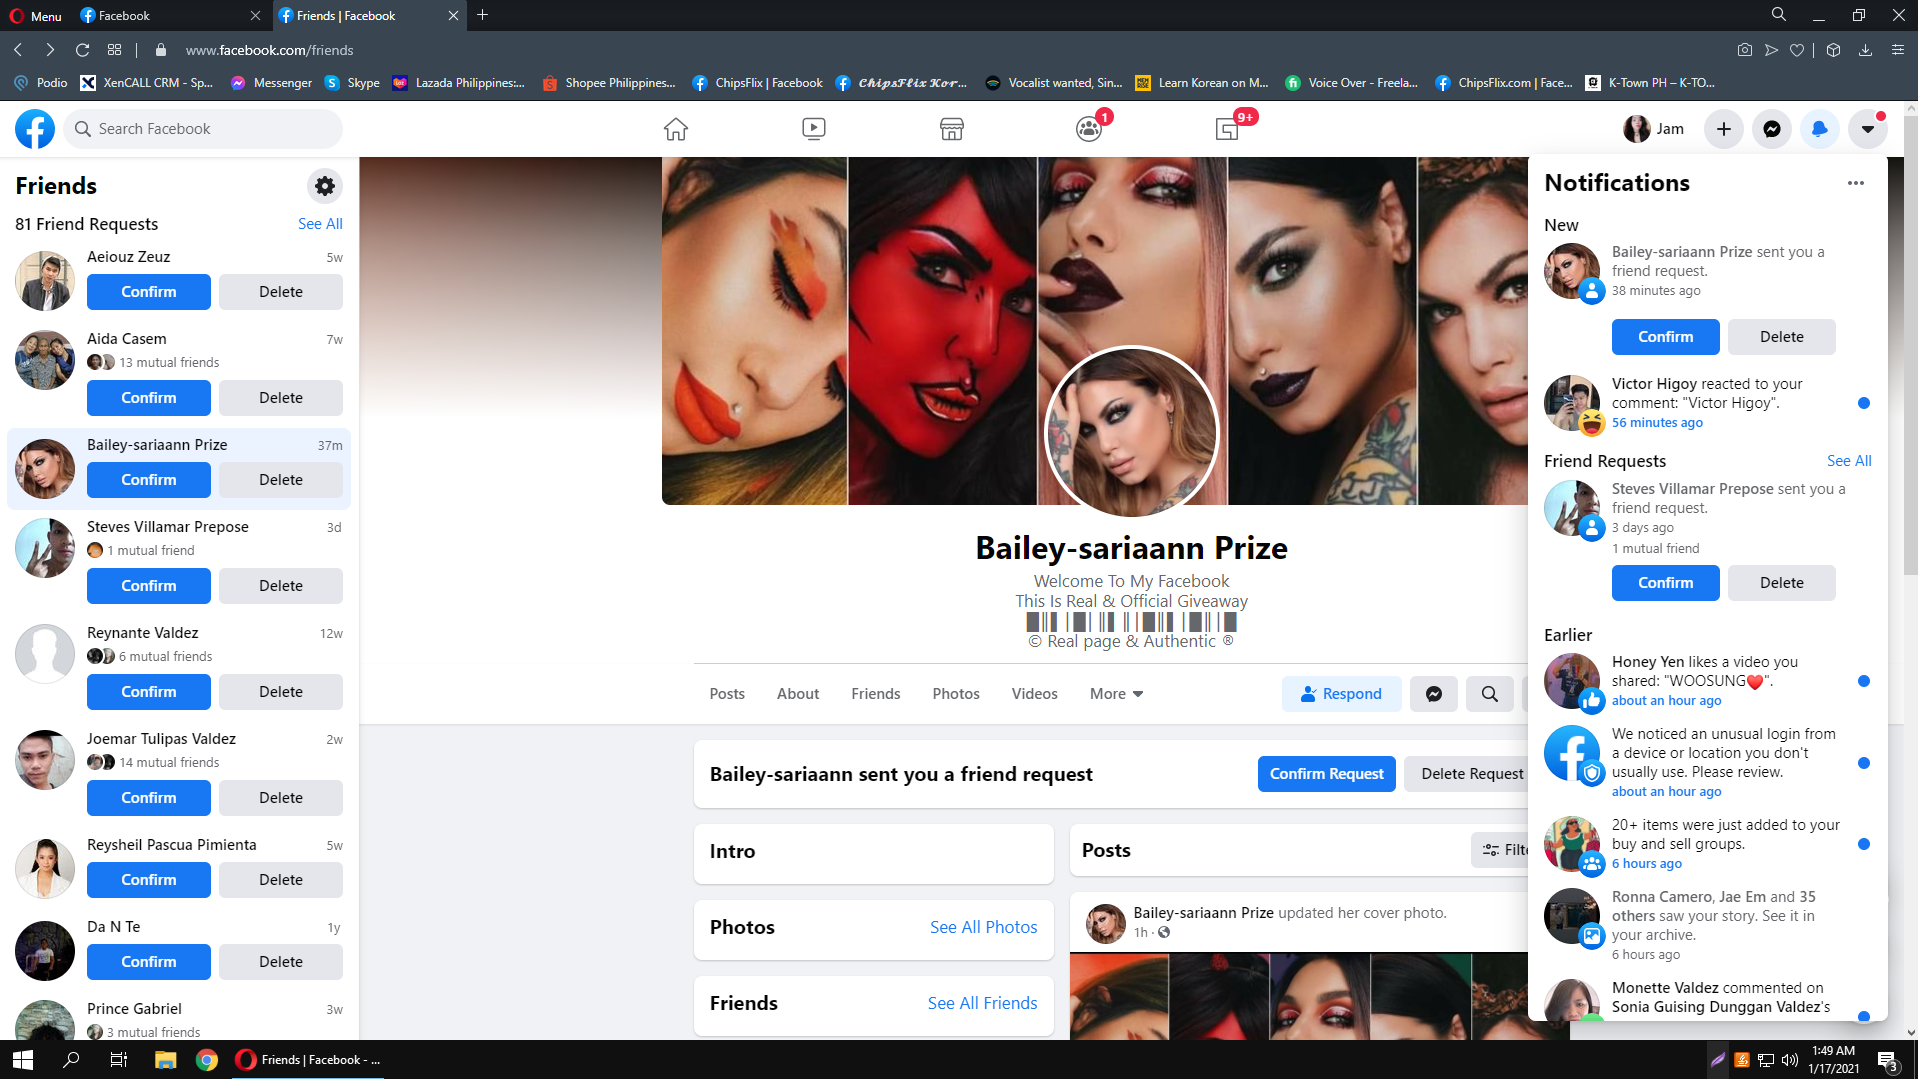 Menu
Facebook
Friends | Facebook
www.facebook.com/friends
Podio
XenCALL CRM - Sp...
Messenger
Skype
Lazada Philippines:...
Shopee Philippines...
ChipsFlix | Facebook
𝓒𝓱𝓲𝓹𝓼𝓕𝓵𝓲𝔁 𝓚𝓸𝓻...
Vocalist wanted, Sin...
Learn Korean on M...
Voice Over - Freela...
ChipsFlix.com | Face...
K-Town PH – K-TO...
Search Facebook
1
9+
Jam
Friends
81 Friend Requests
See All
Aeiouz Zeuz
5w
Confirm
Delete
Aida Casem
7w
13 mutual friends
Confirm
Delete
Bailey-sariaann Prize
37m
Confirm
Delete
Steves Villamar Prepose
3d
1 mutual friend
Confirm
Delete
Reynante Valdez
12w
6 mutual friends
Confirm
Delete
Joemar Tulipas Valdez
2w
14 mutual friends
Confirm
Delete
Reysheil Pascua Pimienta
5w
Confirm
Delete
Da N Te
1y
Confirm
Delete
Prince Gabriel
3w
3 mutual friends
Bailey-sariaann Prize
Welcome To My Facebook
This Is Real & Official Giveaway
© Real page & Authentic ®
Posts
About
Friends
Photos
Videos
More
Respond
Bailey-sariaann sent you a friend request
Confirm Request
Delete Request
Intro
Photos
See All Photos
Friends
See All Friends
Posts
Filte
Bailey-sariaann Prize updated her cover photo.
1h ·
Notifications
New
Bailey-sariaann Prize sent you a
friend request.
38 minutes ago
Confirm
Delete
Victor Higoy reacted to your
comment: "Victor Higoy".
56 minutes ago
Friend Requests
See All
Steves Villamar Prepose sent you a
friend request.
3 days ago
1 mutual friend
Confirm
Delete
Earlier
Honey Yen likes a video you
shared: "WOOSUNG❤️".
about an hour ago
We noticed an unusual login from
a device or location you don't
usually use. Please review.
about an hour ago
20+ items were just added to your
buy and sell groups.
6 hours ago
Ronna Camero, Jae Em and 35
others saw your story. See it in
your archive.
6 hours ago
Monette Valdez commented on
Sonia Guising Dunggan Valdez's
Friends | Facebook - ...
1:49 AM
1/17/2021
3